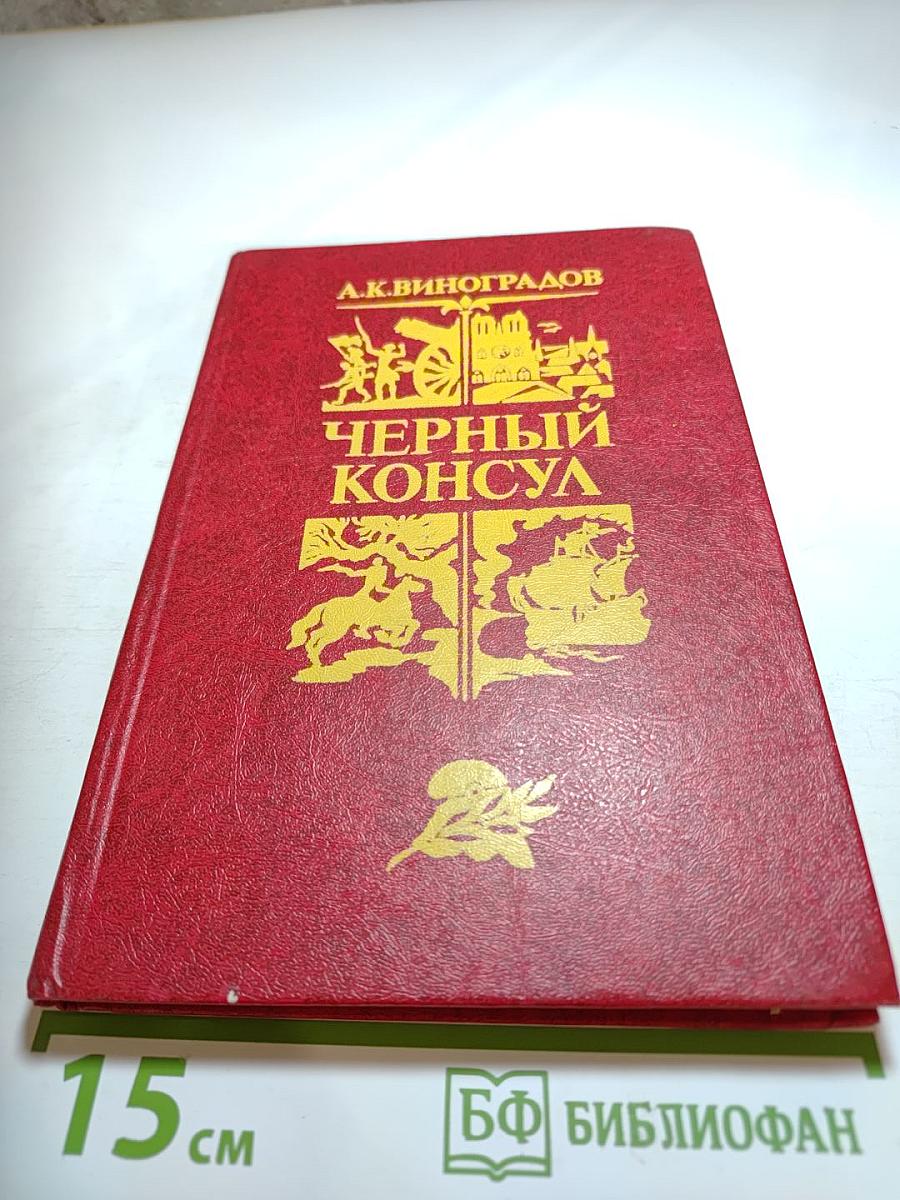 А.К.ВИНОГРАДОВ
ЧЕРНЫЙ
КОНСУЛ
15 см
БФ БИБЛИОФАН